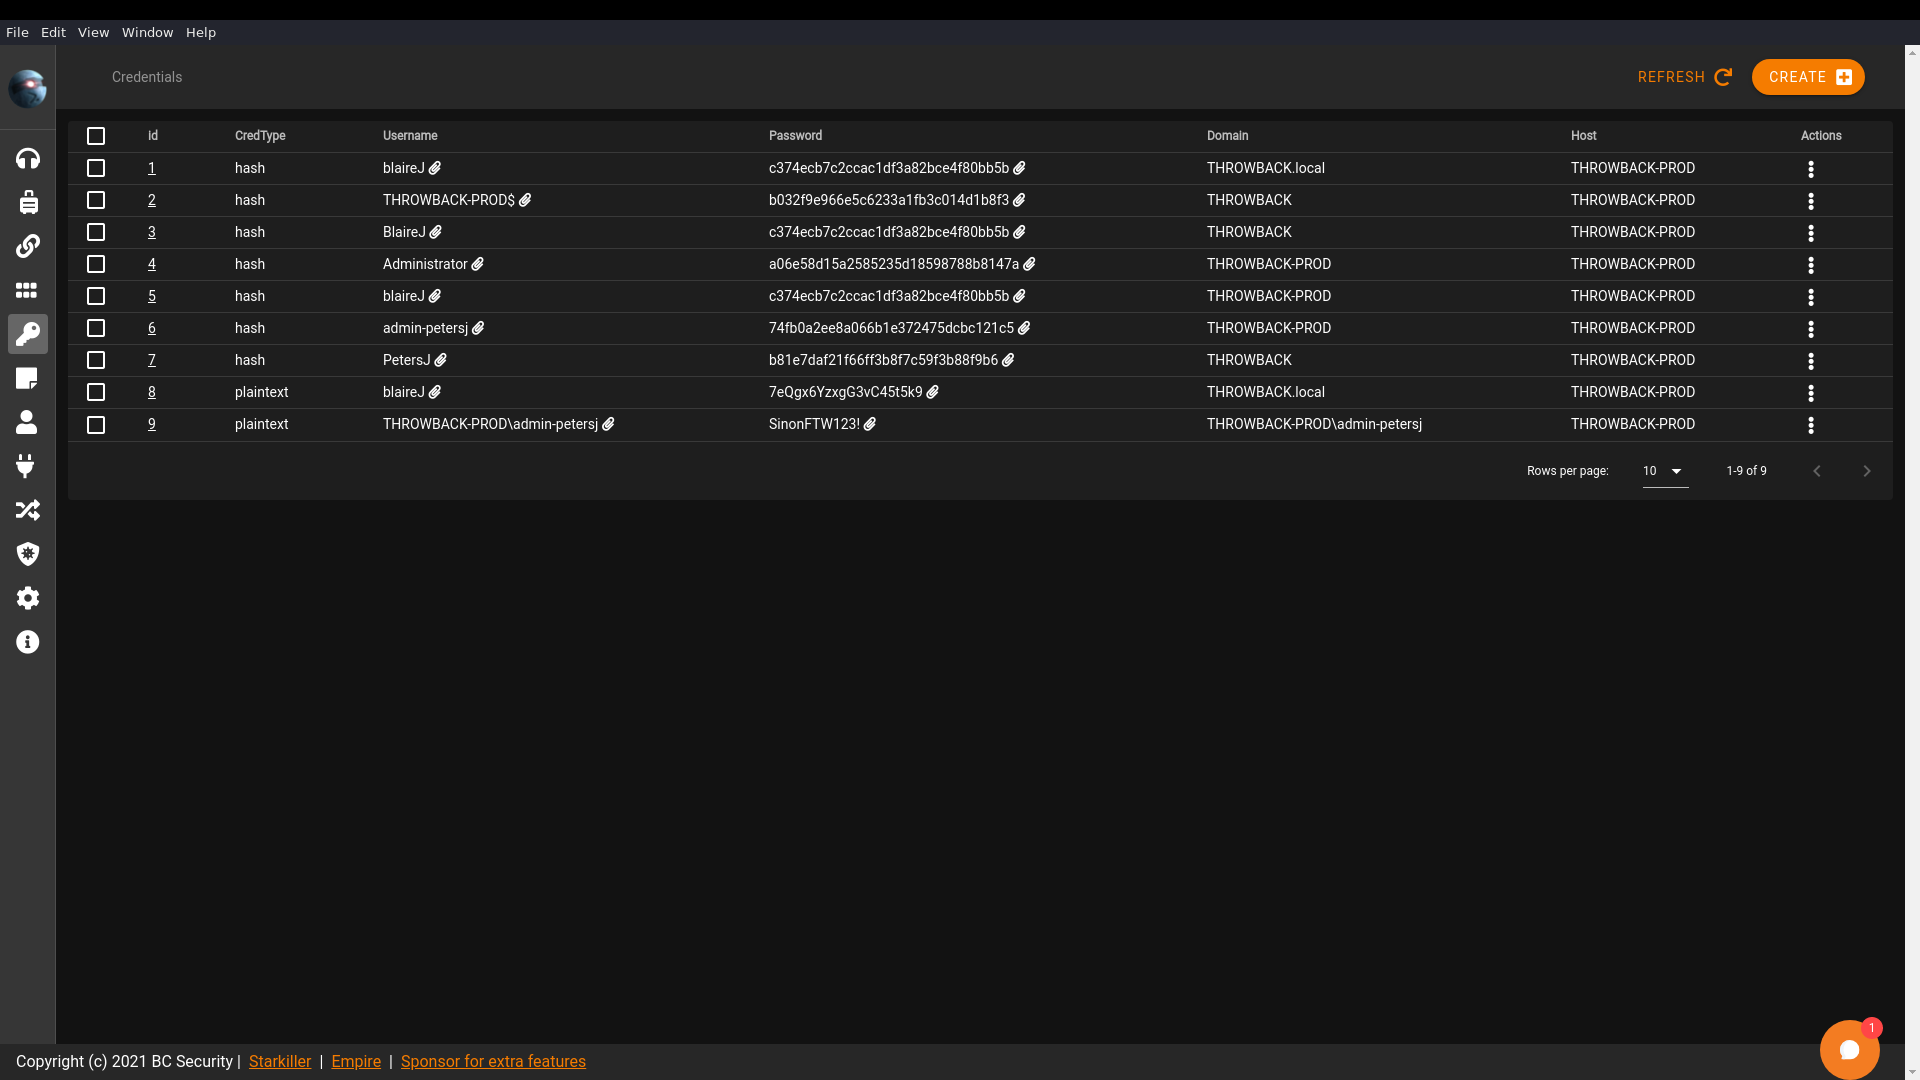 File Edit View Window Help
Credentials REFRESH CREATE
id CredType Username Password Domain Host Actions
1 hash blaireJ c374ecb7c2ccac1df3a82bce4f80bb5b THROWBACK.local THROWBACK-PROD
2 hash THROWBACK-PROD$ b032f9e966e5c6233a1fb3c014d1b8f3 THROWBACK THROWBACK-PROD
3 hash BlaireJ c374ecb7c2ccac1df3a82bce4f80bb5b THROWBACK THROWBACK-PROD
4 hash Administrator a06e58d15a2585235d18598788b8147a THROWBACK-PROD THROWBACK-PROD
5 hash blaireJ c374ecb7c2ccac1df3a82bce4f80bb5b THROWBACK-PROD THROWBACK-PROD
6 hash admin-petersj 74fb0a2ee8a066b1e372475dcbc121c5 THROWBACK-PROD THROWBACK-PROD
7 hash PetersJ b81e7daf21f66ff3b8f7c59f3b88f9b6 THROWBACK THROWBACK-PROD
8 plaintext blaireJ 7eQgx6YzxgG3vC45t5k9 THROWBACK.local THROWBACK-PROD
9 plaintext THROWBACK-PROD\admin-petersj SinonFTW123! THROWBACK-PROD\admin-petersj THROWBACK-PROD
Rows per page: 10 1-9 of 9
1
Copyright (c) 2021 BC Security | Starkiller | Empire | Sponsor for extra features